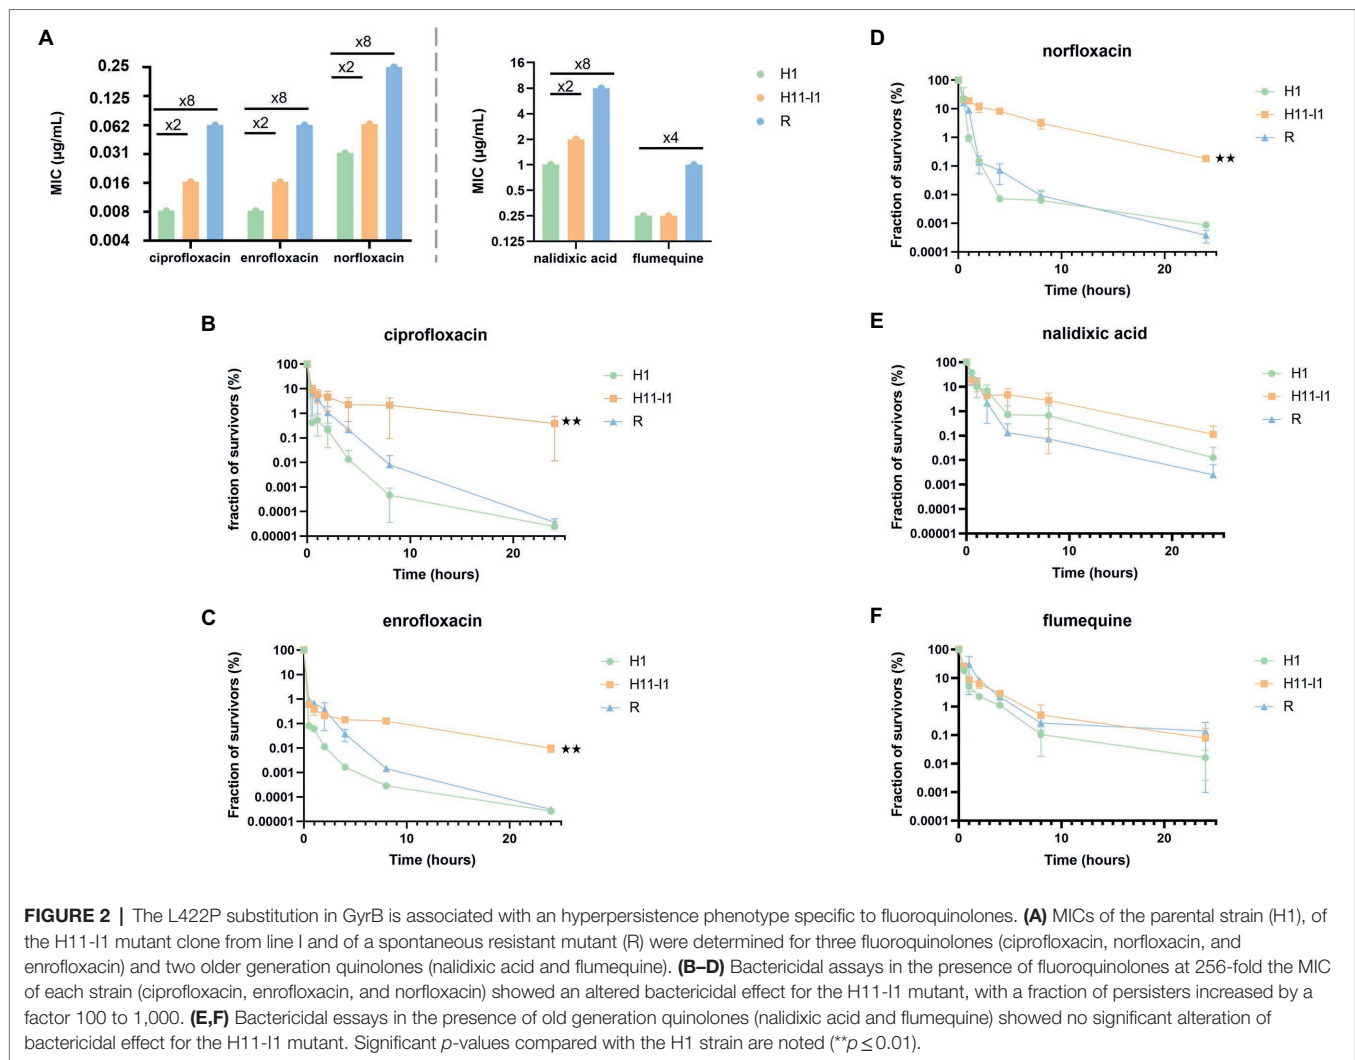 A
MIC (µg/mL)
0.25
0.125
0.062
0.031
0.016
0.008
0.004
x8
x2
x8
x2
x8
x2
ciprofloxacin
enrofloxacin
norfloxacin
MIC (µg/mL)
16
8
4
2
1
0.5
0.25
0.125
x8
x2
x4
nalidixic acid
flumequine
H1
H11-I1
R
D
norfloxacin
Fraction of survivors (%)
100
10
1
0.1
0.01
0.001
0.0001
0
10
20
Time (hours)
★★
H1
H11-I1
R
B
ciprofloxacin
fraction of survivors (%)
100
10
1
0.1
0.01
0.001
0.0001
0.00001
0
10
20
Time (hours)
★★
H1
H11-I1
R
E
nalidixic acid
Fraction of survivors (%)
100
10
1
0.1
0.01
0.001
0.0001
0.00001
0
10
20
Time (hours)
H1
H11-I1
R
C
enrofloxacin
Fraction of survivors (%)
100
10
1
0.1
0.01
0.001
0.0001
0.00001
0
10
20
Time (hours)
★★
H1
H11-I1
R
F
flumequine
Fraction of survivors (%)
100
10
1
0.1
0.01
0.001
0.0001
0
10
20
Time (hours)
H1
H11-I1
R
FIGURE 2 | The L422P substitution in GyrB is associated with an hyperpersistence phenotype specific to fluoroquinolones. (A) MICs of the parental strain (H1), of
the H11-I1 mutant clone from line I and of a spontaneous resistant mutant (R) were determined for three fluoroquinolones (ciprofloxacin, norfloxacin, and
enrofloxacin) and two older generation quinolones (nalidixic acid and flumequine). (B–D) Bactericidal assays in the presence of fluoroquinolones at 256-fold the MIC
of each strain (ciprofloxacin, enrofloxacin, and norfloxacin) showed an altered bactericidal effect for the H11-I1 mutant, with a fraction of persisters increased by a
factor 100 to 1,000. (E,F) Bactericidal essays in the presence of old generation quinolones (nalidixic acid and flumequine) showed no significant alteration of
bactericidal effect for the H11-I1 mutant. Significant p-values compared with the H1 strain are noted (**p ≤ 0.01).